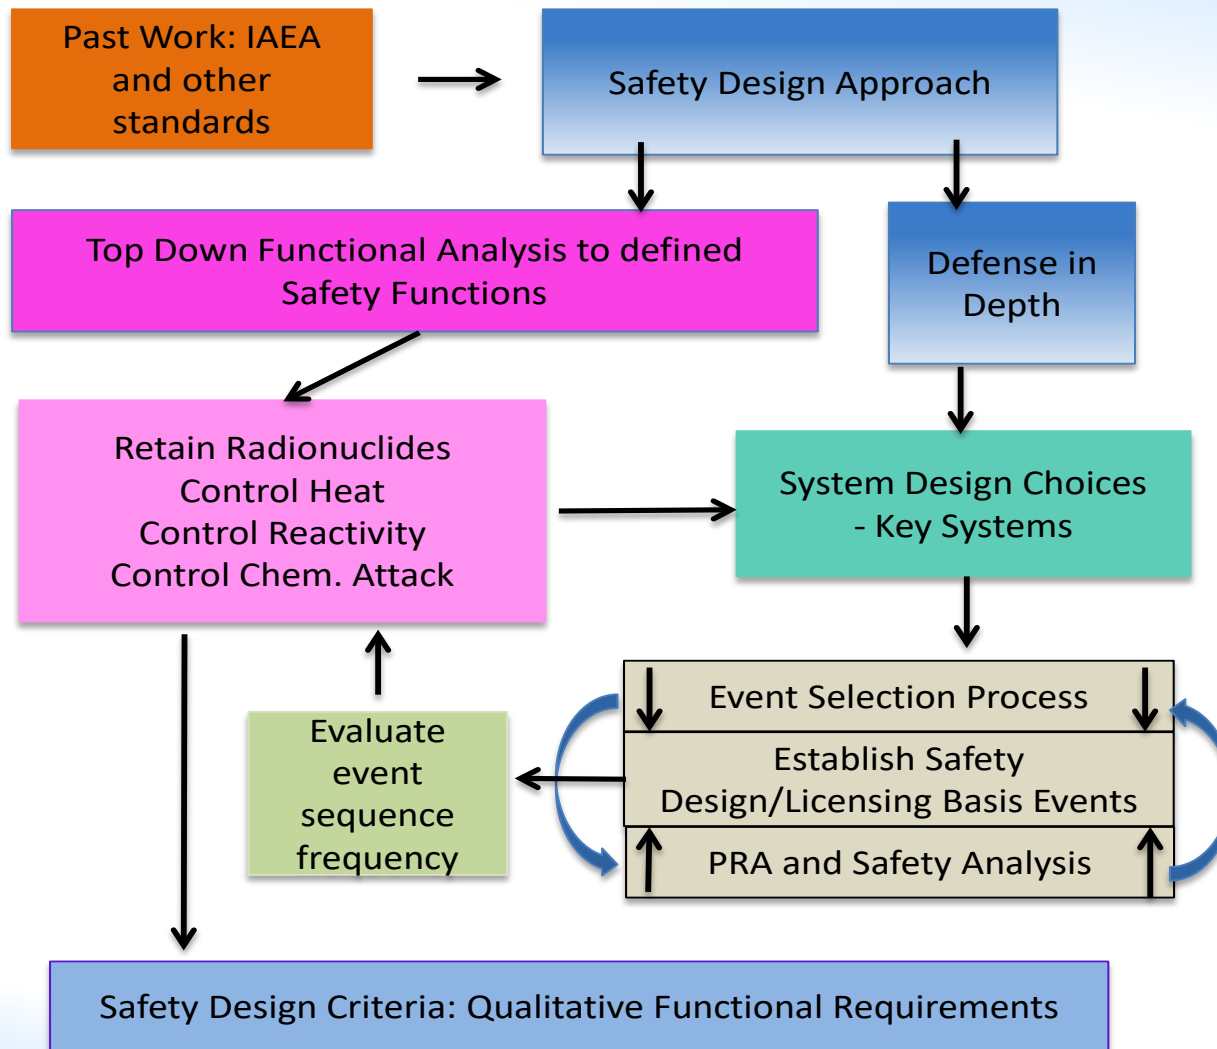 Past Work: IAEA
and other
standards
Safety Design Approach
Top Down Functional Analysis to defined
Safety Functions
Defense in
Depth
Retain Radionuclides
Control Heat
Control Reactivity
Control Chem. Attack
System Design Choices
- Key Systems
Event Selection Process
Establish Safety
Design/Licensing Basis Events
PRA and Safety Analysis
Evaluate
event
sequence
frequency
Safety Design Criteria: Qualitative Functional Requirements